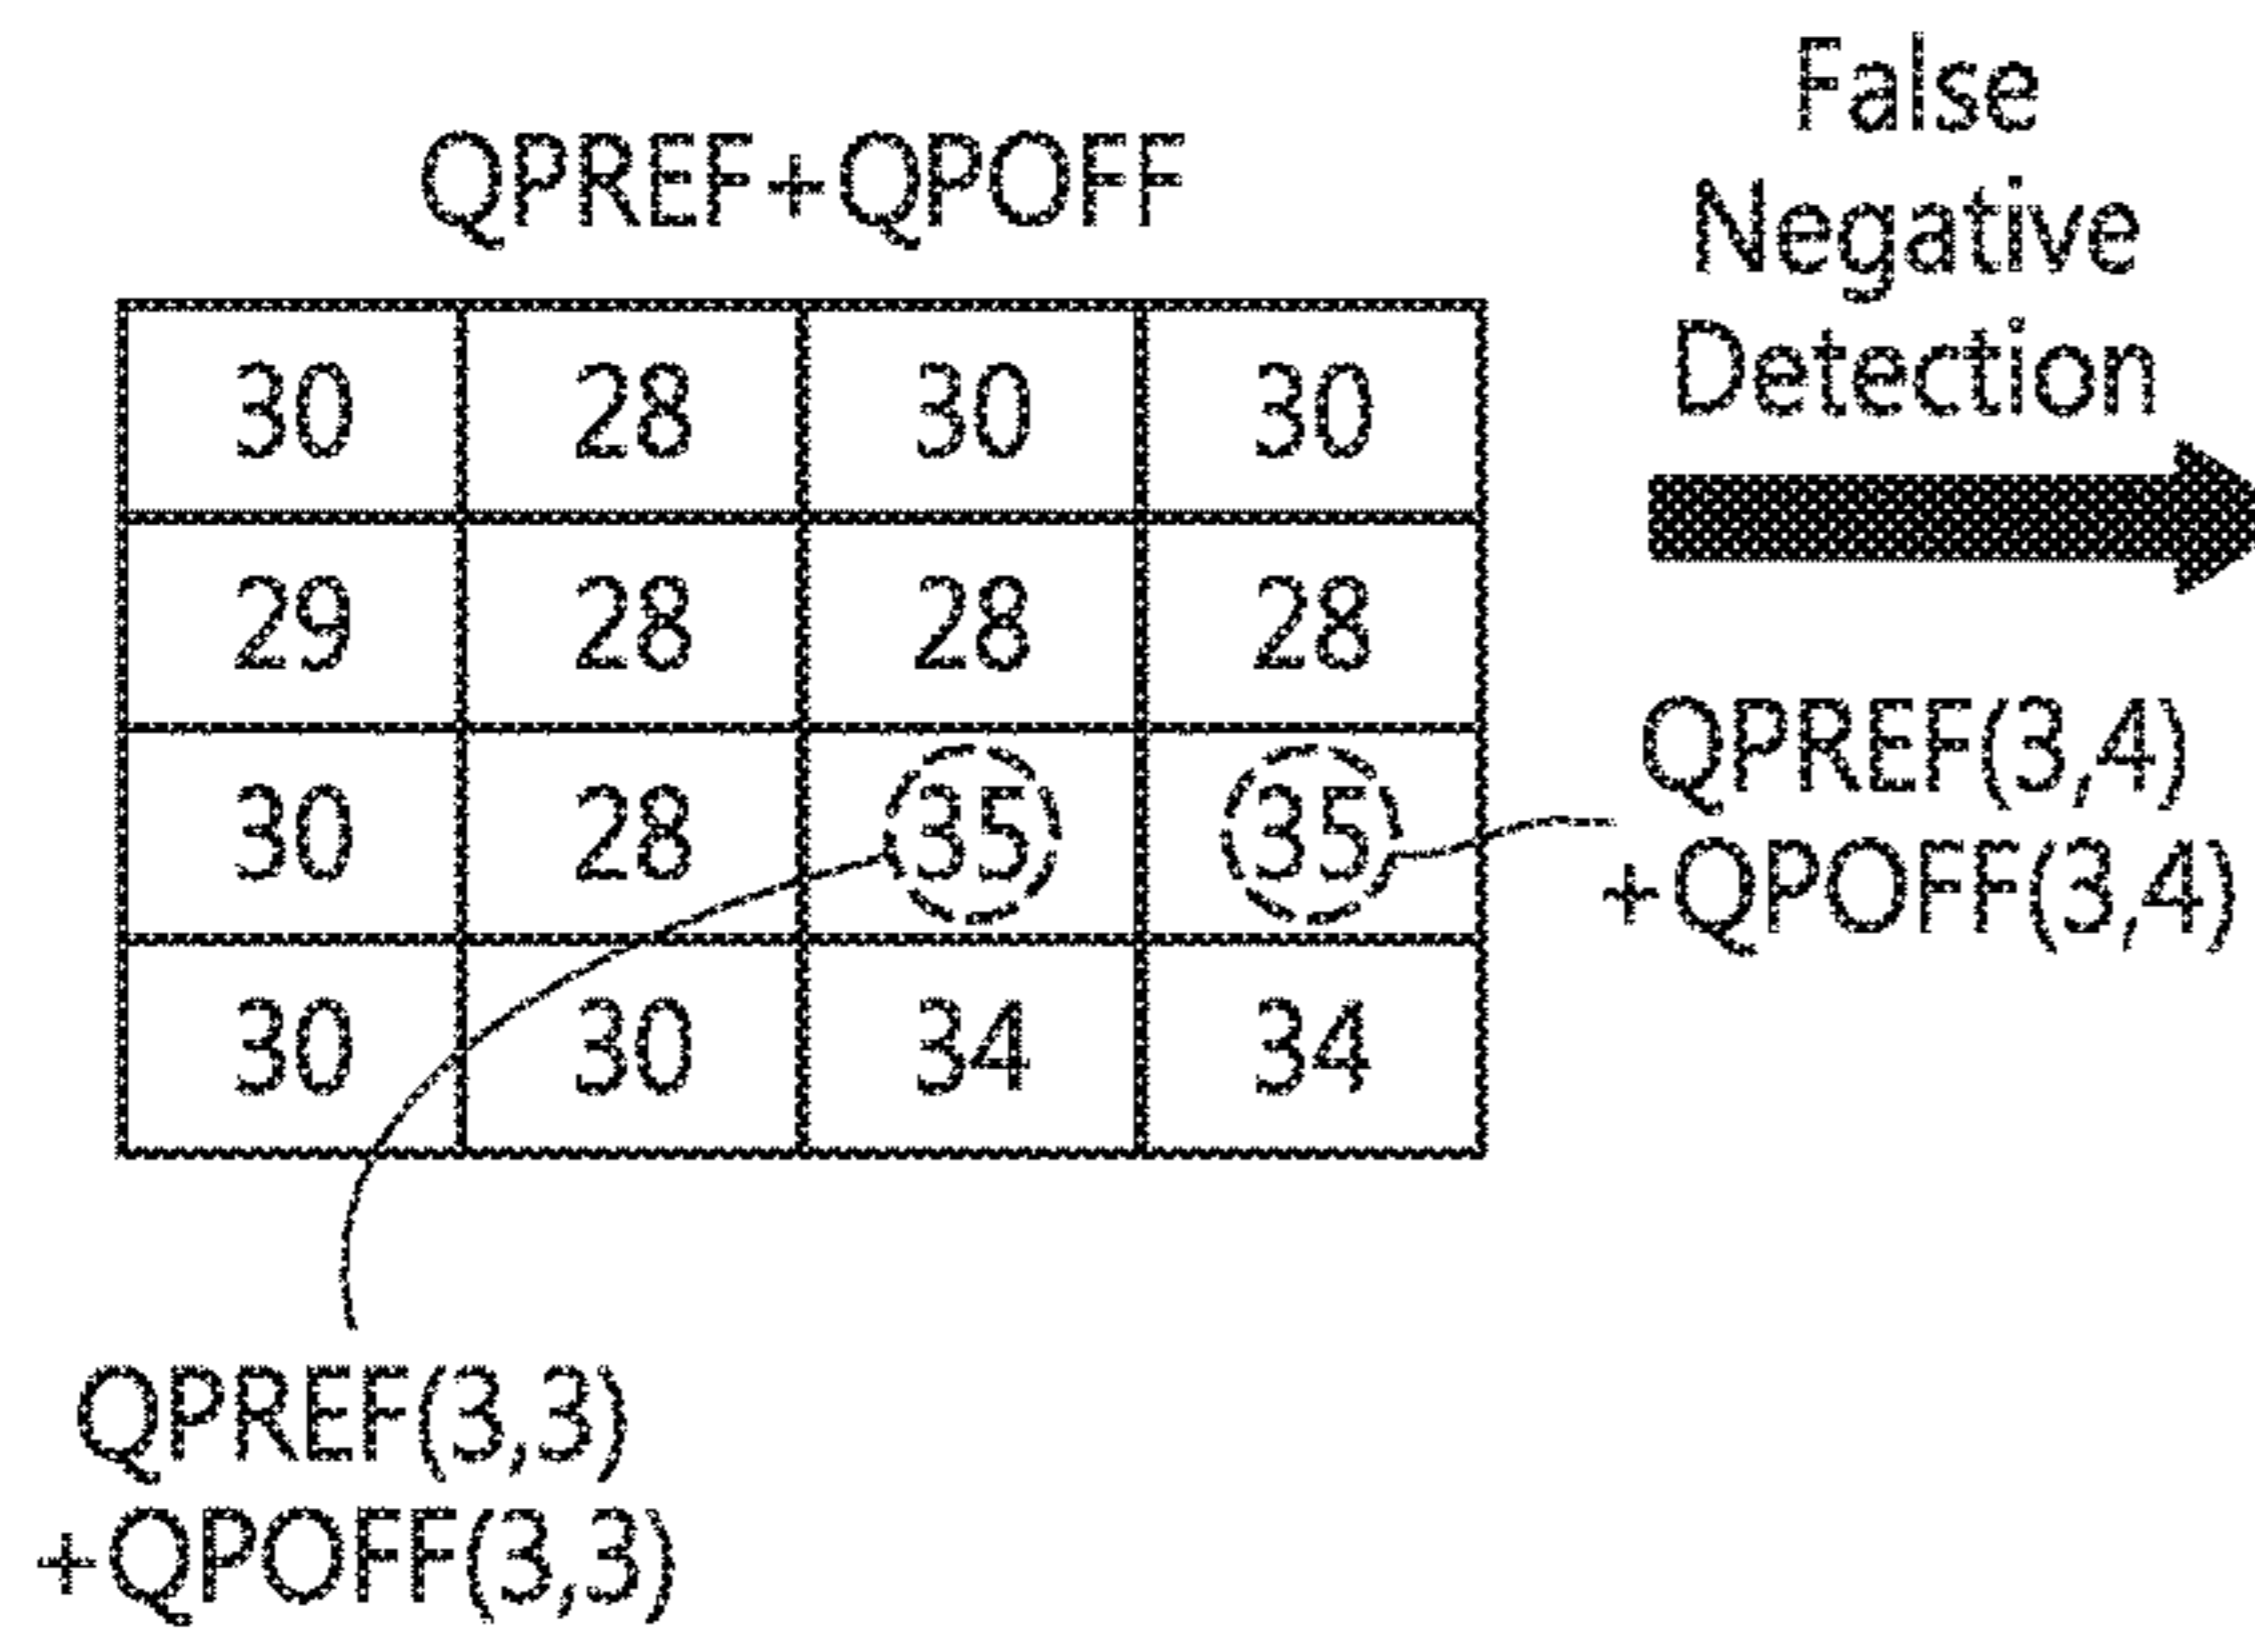 QPREF+QPOFF
30 28 30 30
29 28 28 28
30 28 35 35
30 30 34 34
False
Negative
Detection
QPREF(3,4)
+QPOFF(3,4)
QPREF(3,3)
+QPOFF(3,3)